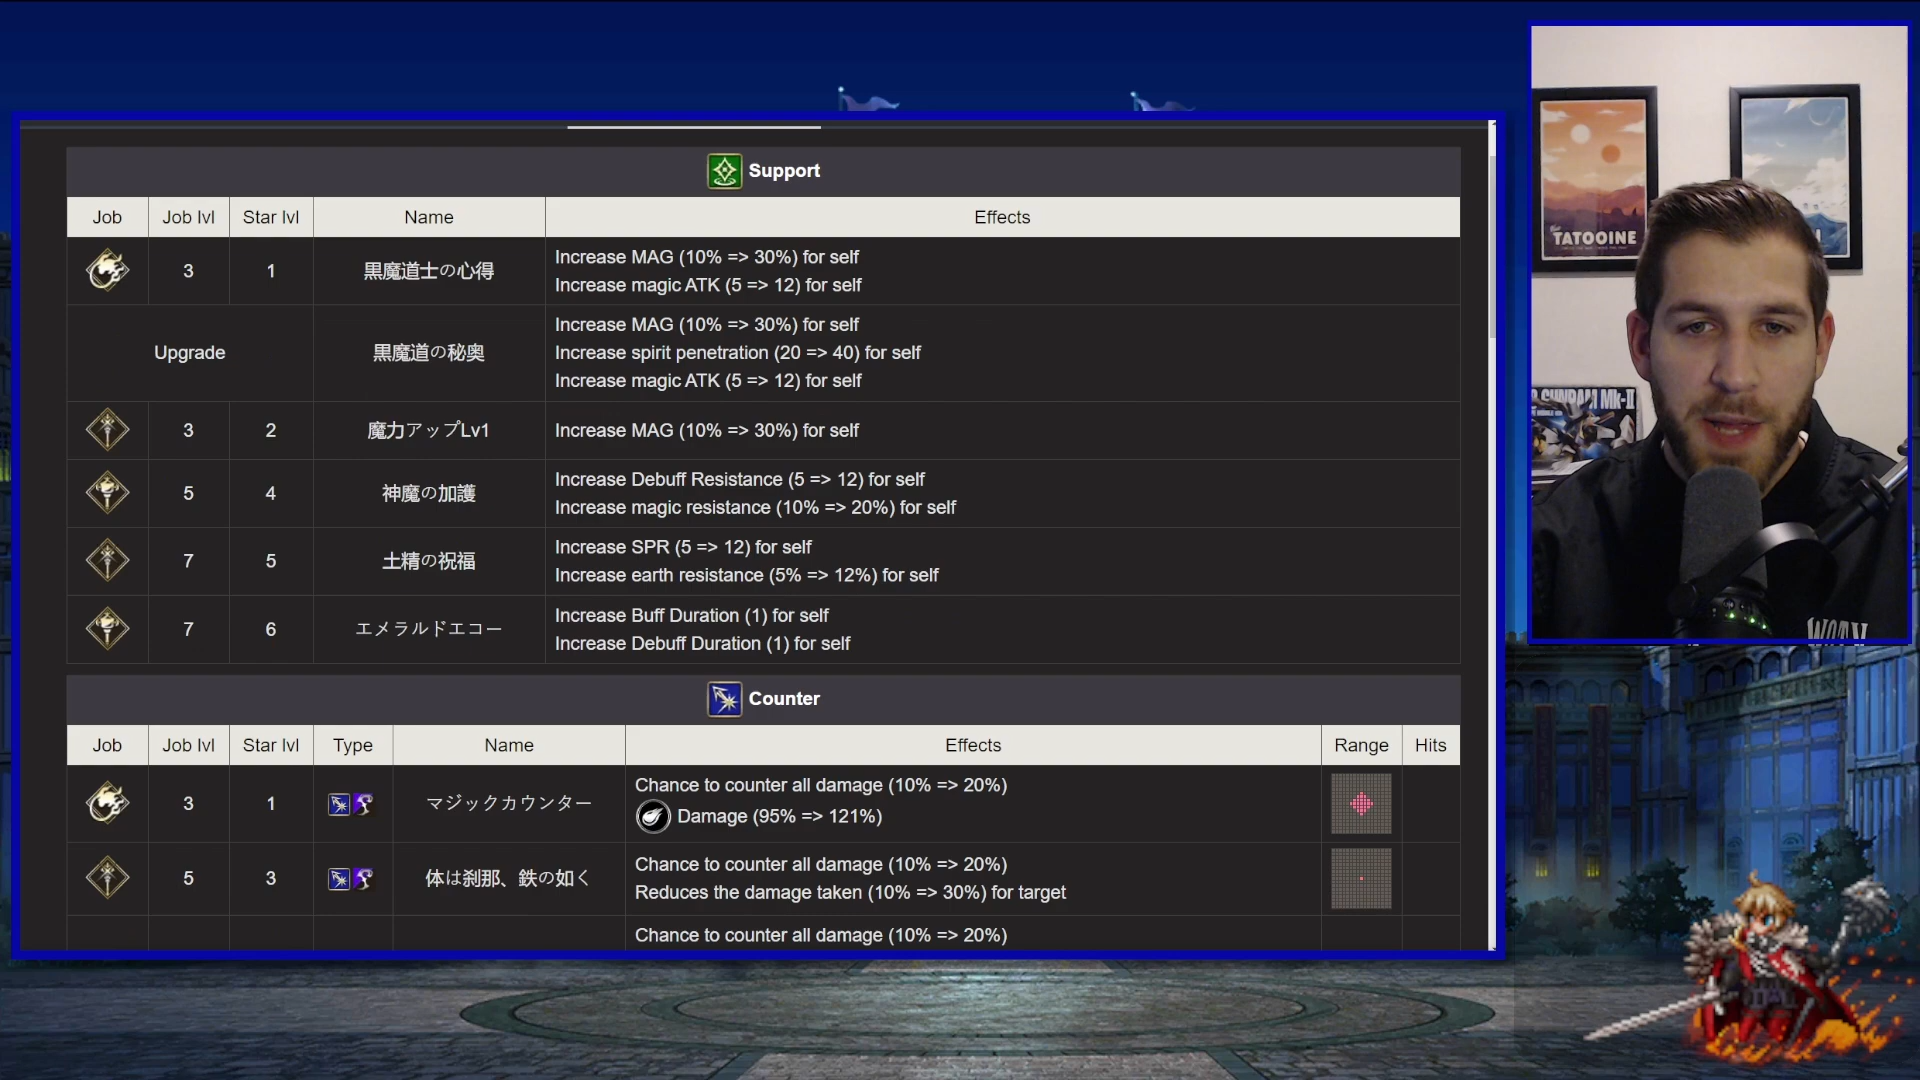 Support
Job Job lvl Star lvl Name Effects
3 1 黒魔道士の心得 Increase MAG (10% => 30%) for self
Increase magic ATK (5 => 12) for self
Upgrade 黒魔道の秘奥 Increase MAG (10% => 30%) for self
Increase spirit penetration (20 => 40) for self
Increase magic ATK (5 => 12) for self
3 2 魔力アップLv1 Increase MAG (10% => 30%) for self
5 4 神魔の加護 Increase Debuff Resistance (5 => 12) for self
Increase magic resistance (10% => 20%) for self
7 5 土精の祝福 Increase SPR (5 => 12) for self
Increase earth resistance (5% => 12%) for self
7 6 エメラルドエコー Increase Buff Duration (1) for self
Increase Debuff Duration (1) for self
Counter
Job Job lvl Star lvl Type Name Effects Range Hits
3 1 マジックカウンター Chance to counter all damage (10% => 20%)
Damage (95% => 121%)
5 3 体は刹那、鉄の如く Chance to counter all damage (10% => 20%)
Reduces the damage taken (10% => 30%) for target
Chance to counter all damage (10% => 20%)
TATOOINE
GUNDAM Mk-II